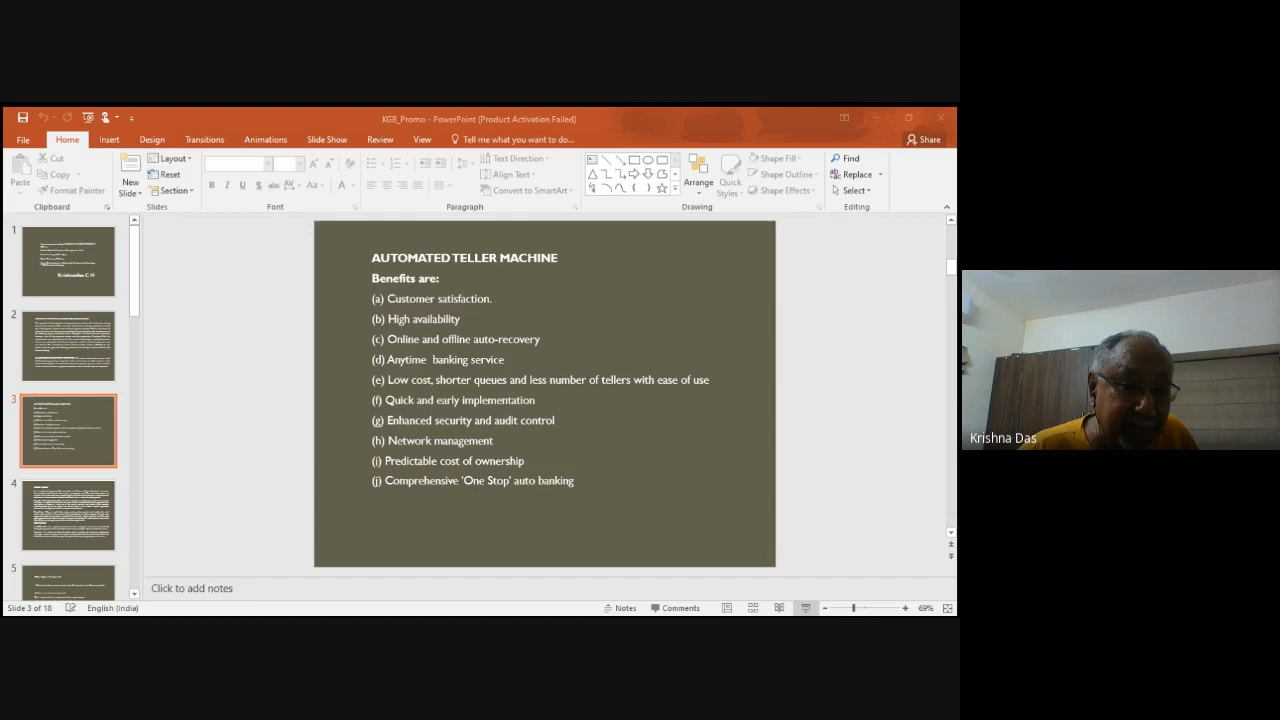 KGB_Promo - PowerPoint (Product Activation Failed)
File Home Insert Design Transitions Animations Slide Show Review View Tell me what you want to do... Share
Paste
Cut
Copy
Format Painter
Clipboard
New Slide
Layout
Reset
Section
Slides
Font
Text Direction
Align Text
Convert to SmartArt
Paragraph
Arrange
Quick Styles
Shape Fill
Shape Outline
Shape Effects
Drawing
Find
Replace
Select
Editing
1
Krishnadas C H
2
3
4
5
AUTOMATED TELLER MACHINE
Benefits are:
(a) Customer satisfaction.
(b) High availability
(c) Online and offline auto-recovery
(d) Anytime banking service
(e) Low cost, shorter queues and less number of tellers with ease of use
(f) Quick and early implementation
(g) Enhanced security and audit control
(h) Network management
(i) Predictable cost of ownership
(j) Comprehensive 'One Stop' auto banking
Click to add notes
Slide 3 of 18 English (India) Notes Comments 69%
Krishna Das